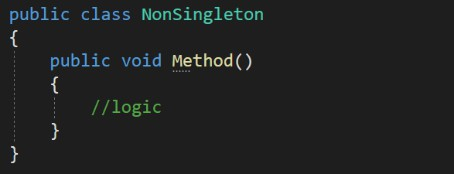 public class NonSingleton
{
public void Method()
{
//logic
}
}